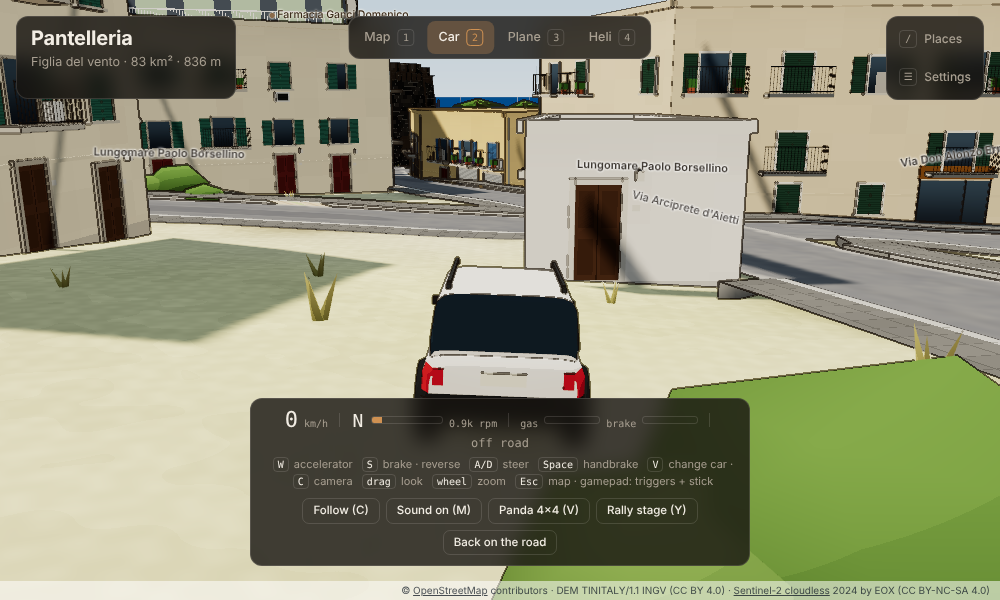 Farmacia Ganci Domenico
Pantelleria
Figlia del vento · 83 km² · 836 m
Map 1 Car 2 Plane 3 Heli 4
/ Places
☰ Settings
Lungomare Paolo Borsellino
Lungomare Paolo Borsellino
Via Arciprete d'Aietti
Via Don Alonzo
0 km/h N 0.9k rpm gas brake
off road
W accelerator S brake · reverse A/D steer Space handbrake V change car ·
C camera drag look wheel zoom Esc map · gamepad: triggers + stick
Follow (C) Sound on (M) Panda 4×4 (V) Rally stage (Y)
Back on the road
© OpenStreetMap contributors · DEM TINITALY/1.1 INGV (CC BY 4.0) · Sentinel-2 cloudless 2024 by EOX (CC BY-NC-SA 4.0)